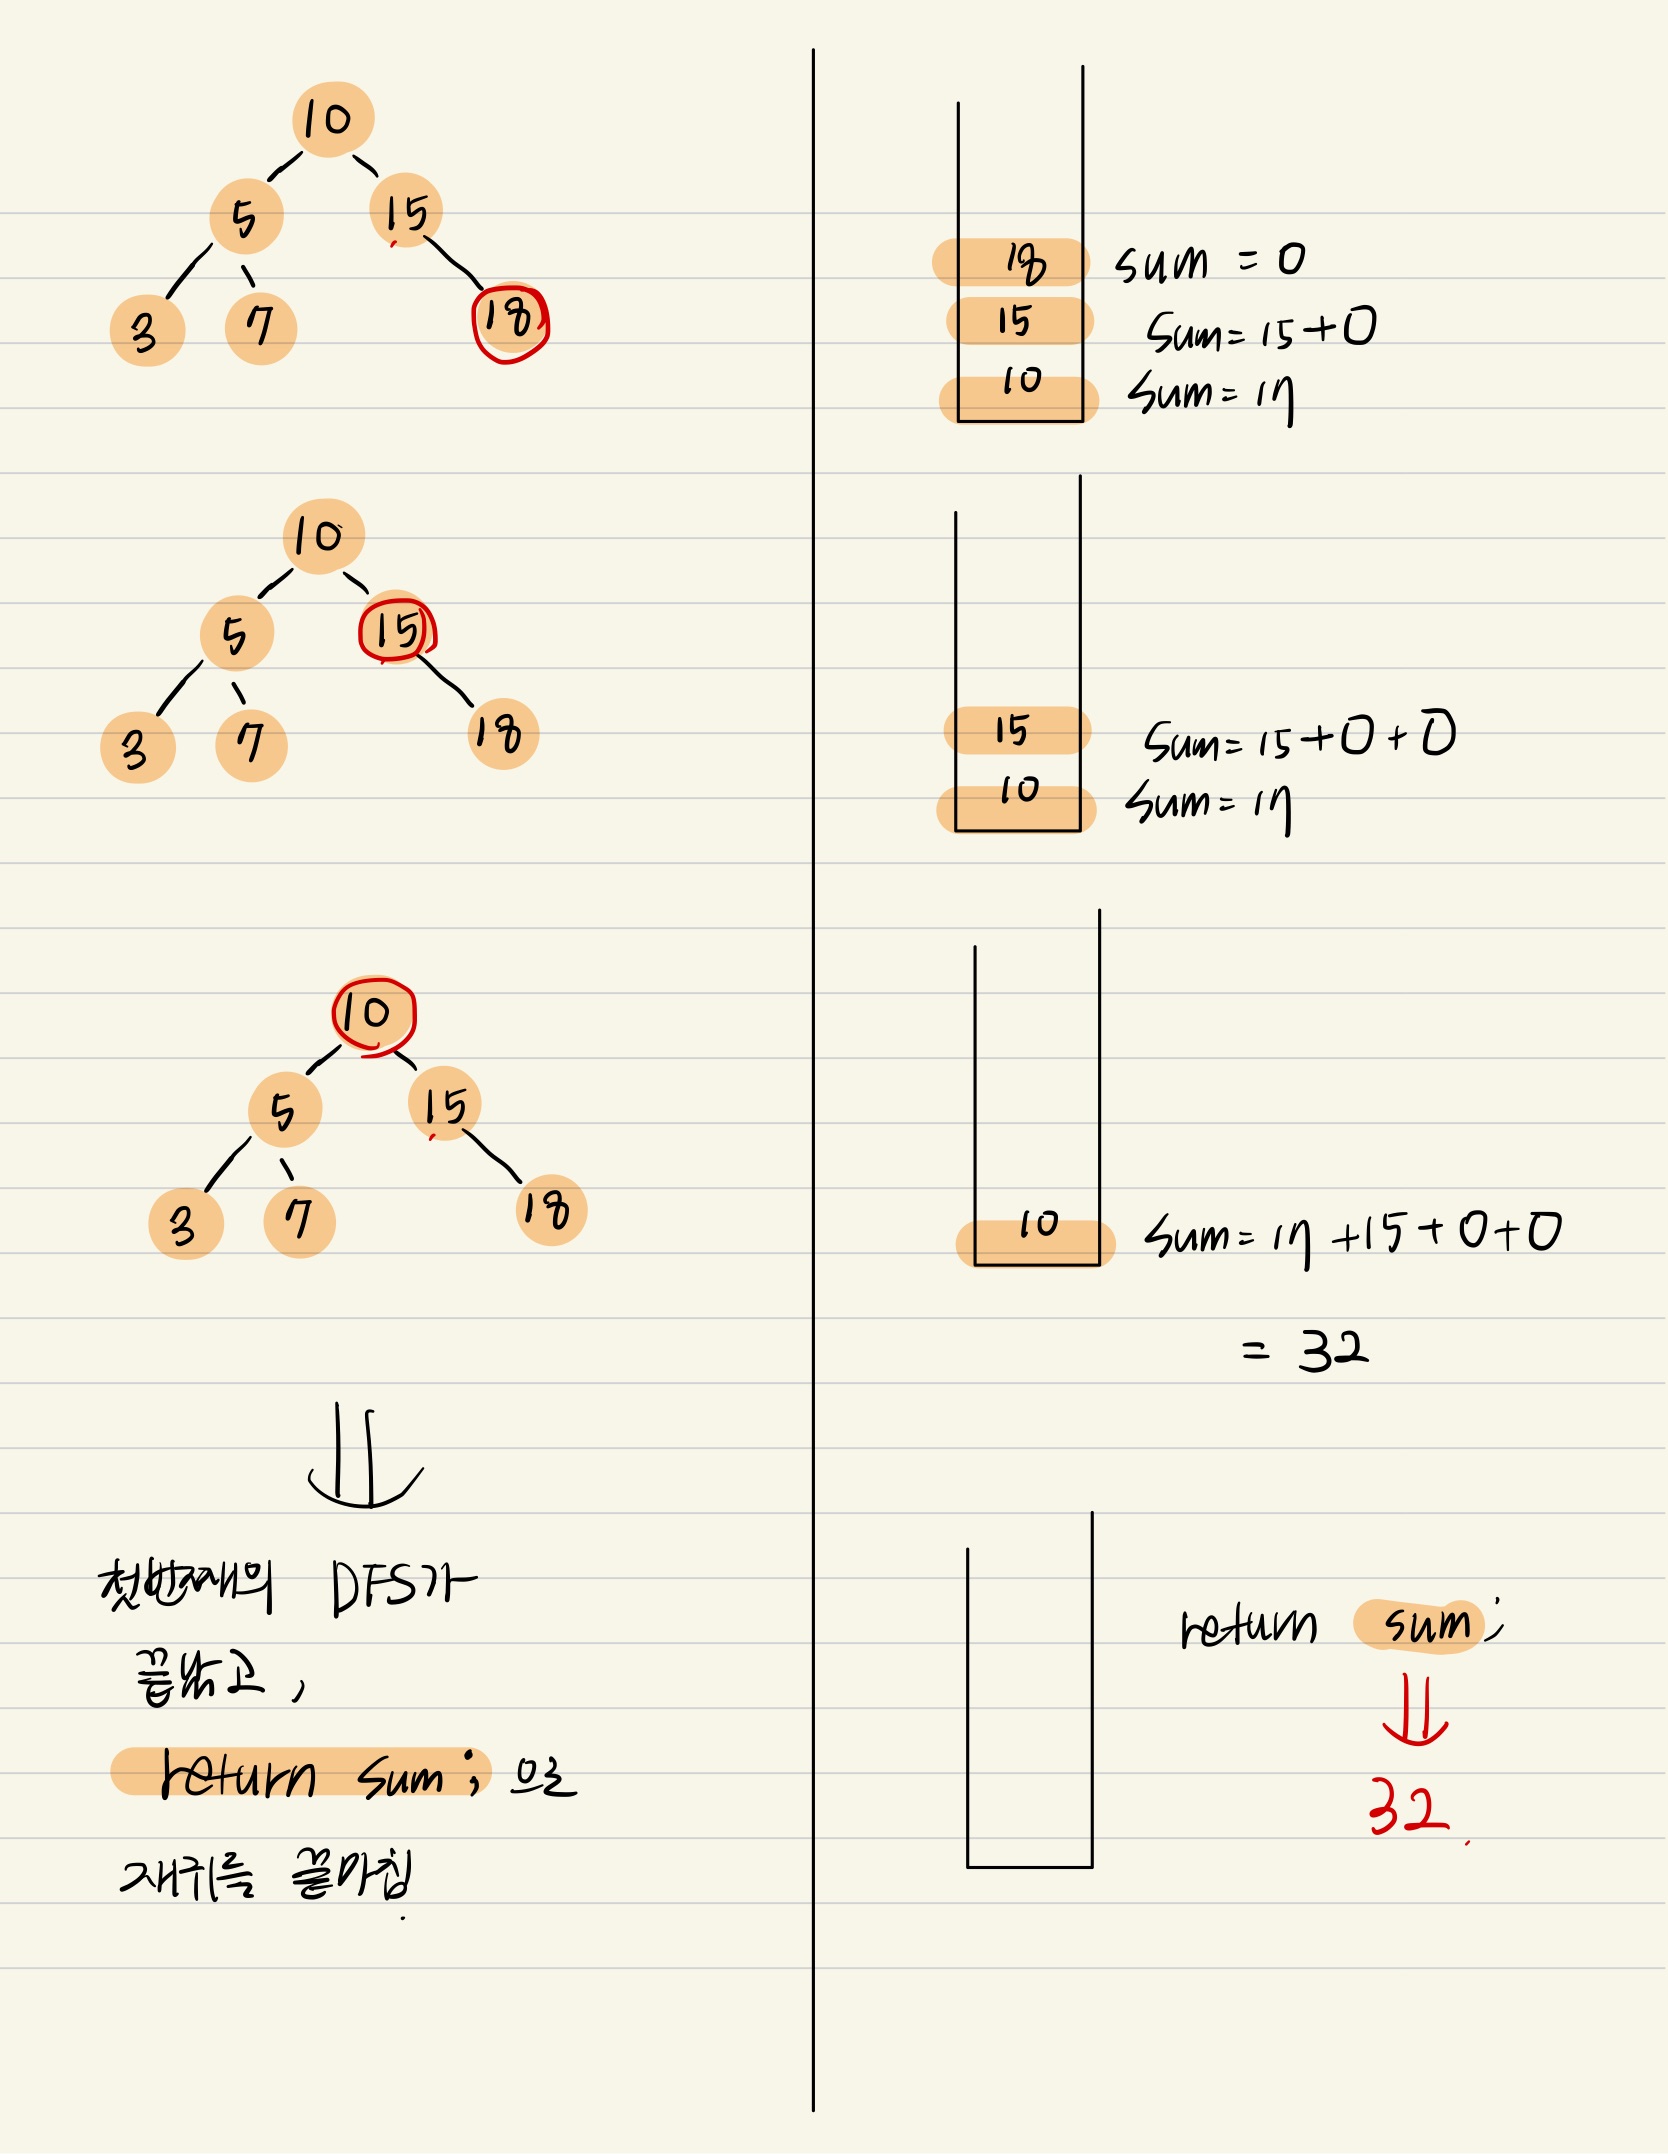 10
5 15
3 7 18
18 sum = 0
15 sum = 15+0
10 sum = 17
10
5 15
3 7 18
15 sum = 15+0+0
10 sum = 17
10
5 15
3 7 18
10 sum = 17 +15+0+0
= 32
첫번째의 DFS가
끝났고,
return sum; 으로
재귀를 끝마침.
return sum;
32.